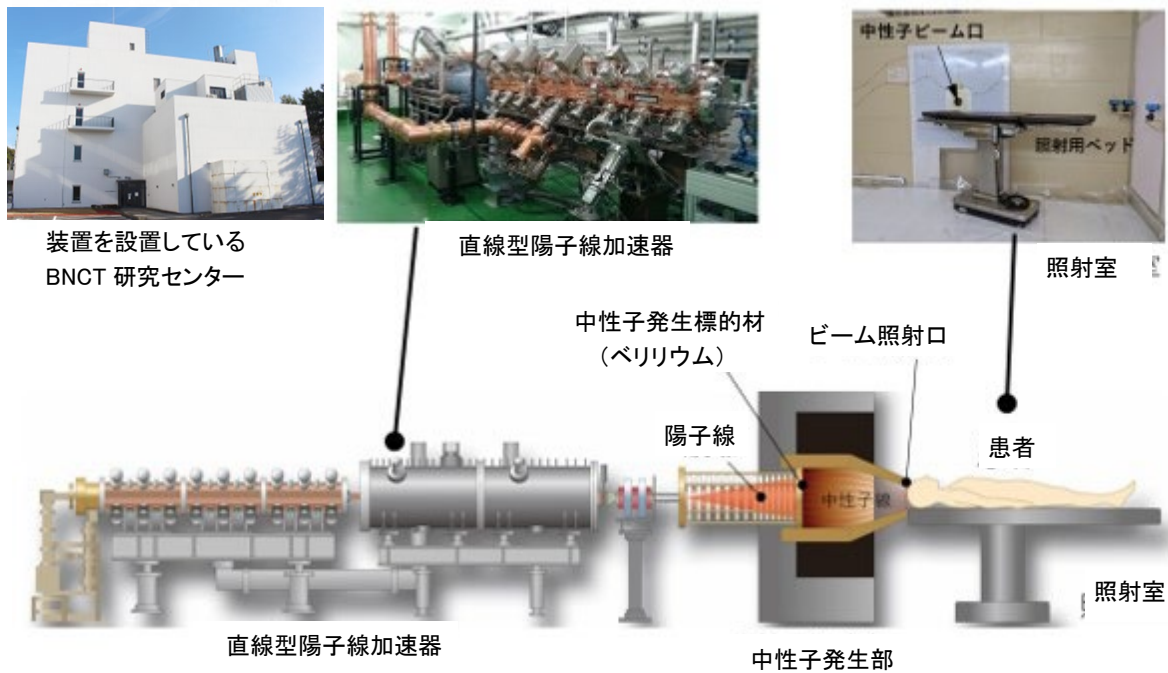 中性子ビーム口
照射用ベッド
装置を設置している
BNCT 研究センター
直線型陽子線加速器
照射室
中性子発生標的材
（ベリリウム）
ビーム照射口
陽子線
患者
中性子線
照射室
直線型陽子線加速器
中性子発生部